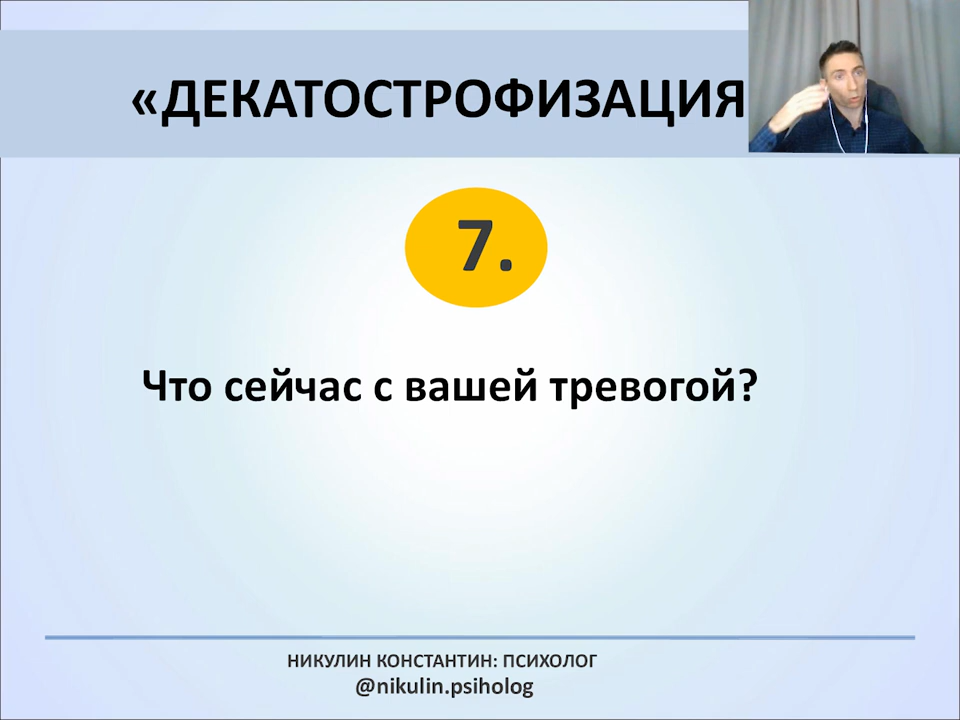 «ДЕКАТОСТРОФИЗАЦИЯ
7.
Что сейчас с вашей тревогой?
НИКУЛИН КОНСТАНТИН: ПСИХОЛОГ
@nikulin.psiholog